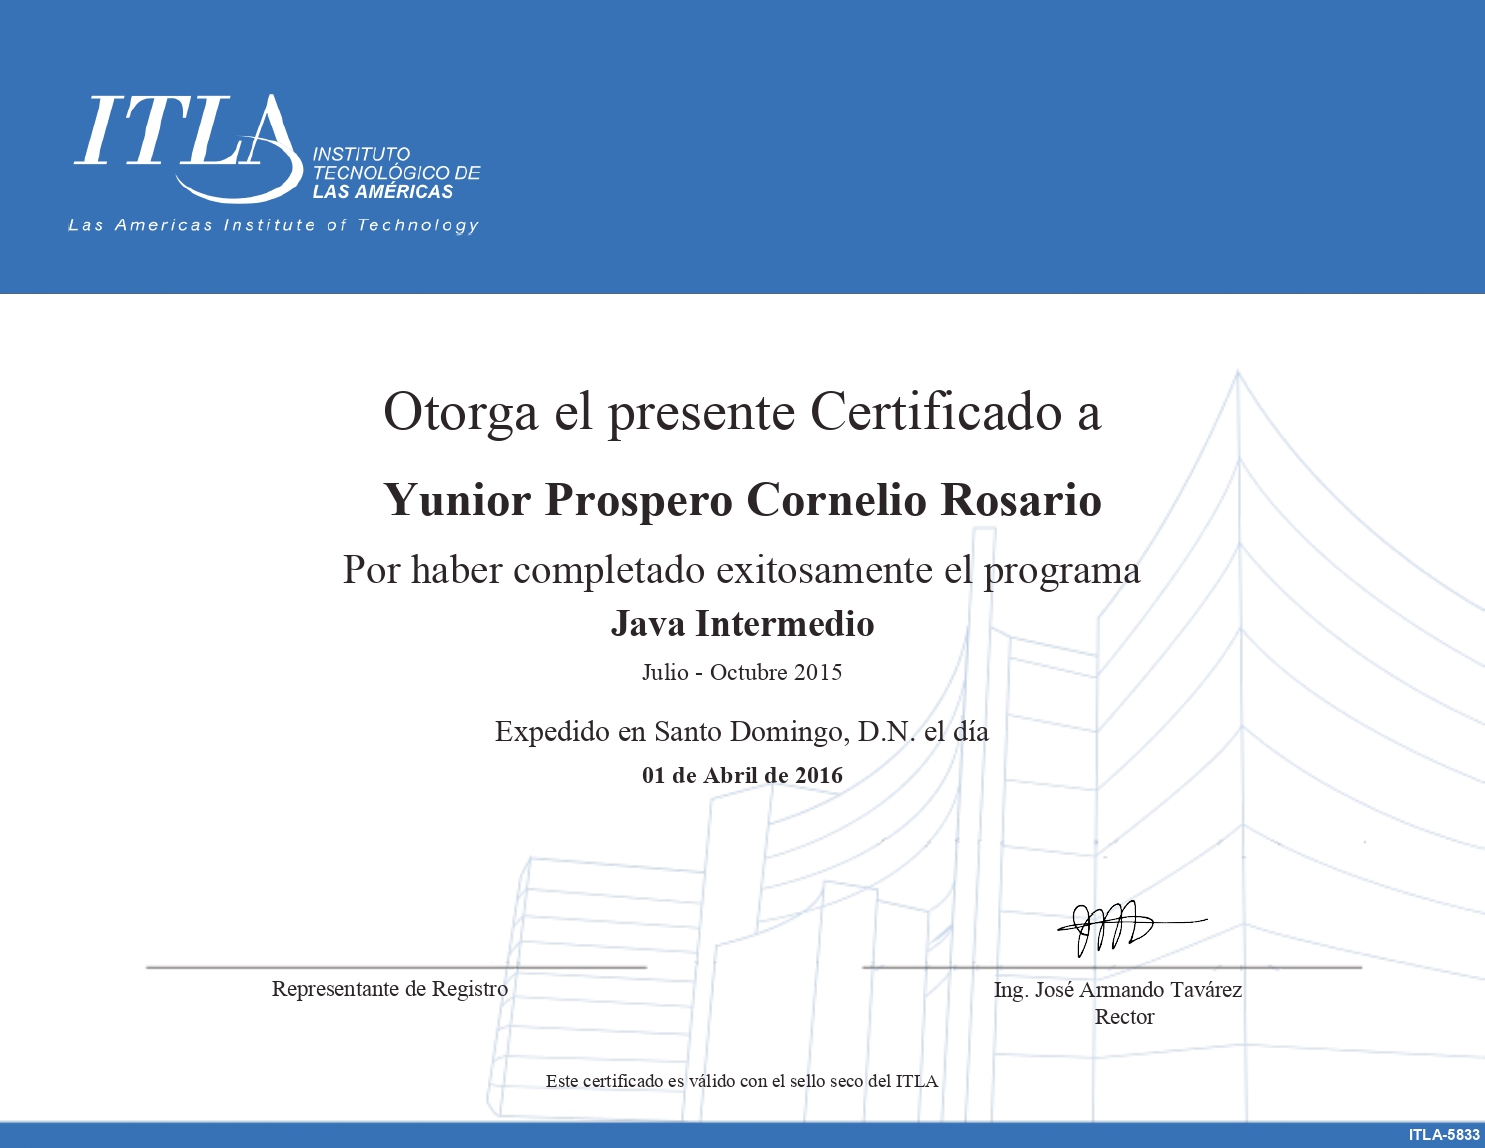 ITLA
INSTITUTO
TECNOLÓGICO DE
LAS AMÉRICAS
Las Americas Institute of Technology
Otorga el presente Certificado a
Yunior Prospero Cornelio Rosario
Por haber completado exitosamente el programa
Java Intermedio
Julio - Octubre 2015
Expedido en Santo Domingo, D.N. el día
01 de Abril de 2016
Representante de Registro
Ing. José Armando Tavárez
Rector
Este certificado es válido con el sello seco del ITLA
ITLA-5833